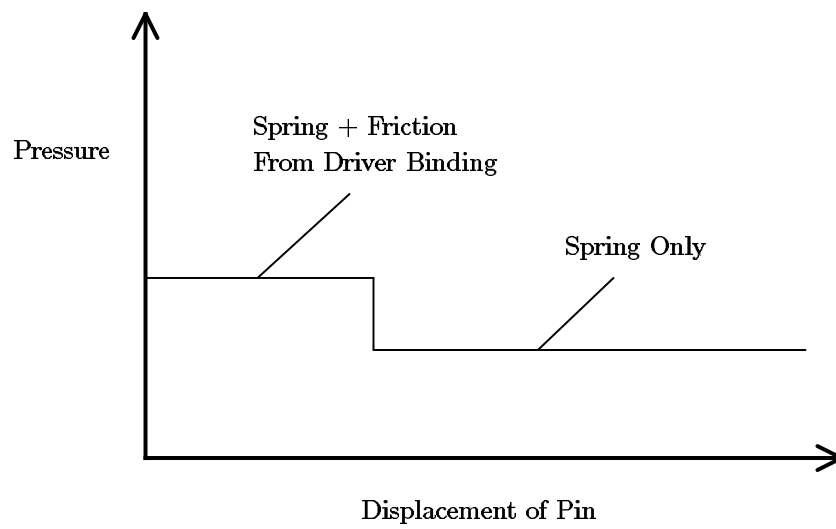 Spring + Friction
From Driver Binding
Pressure
Spring Only
Displacement of Pin